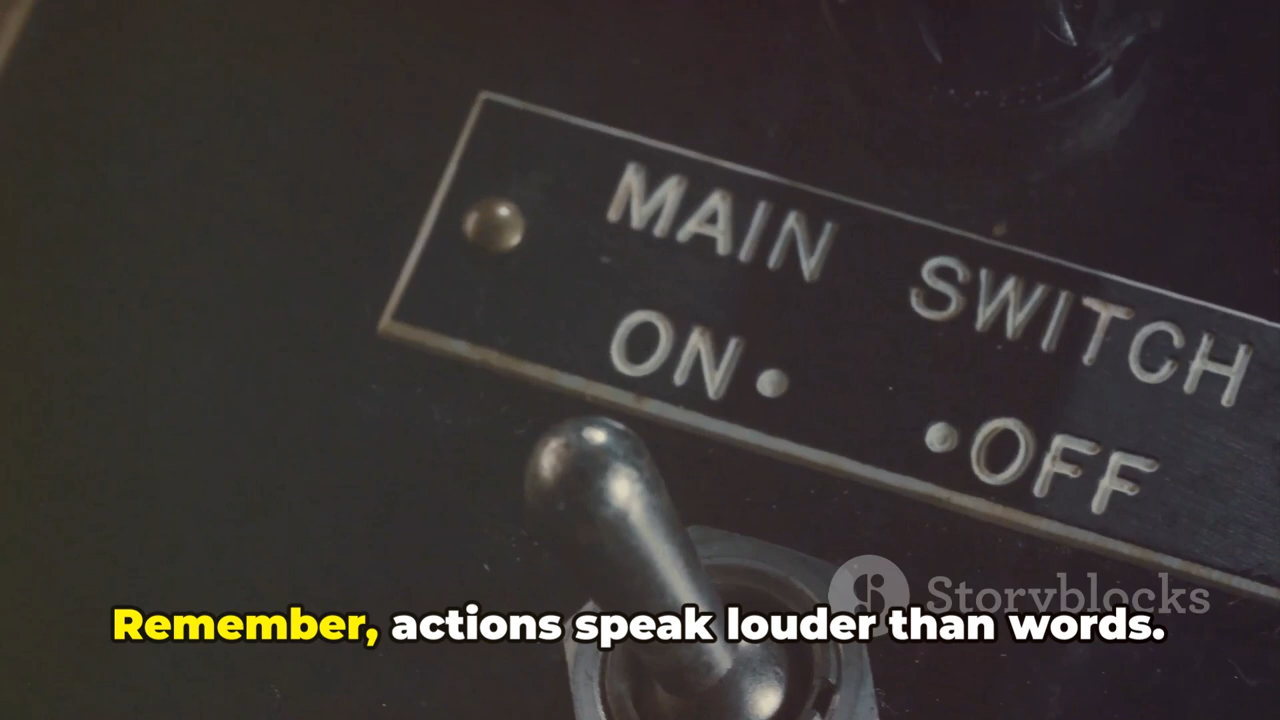 MAIN SWITCH
ON• •OFF
Storyblocks
Remember, actions speak louder than words.